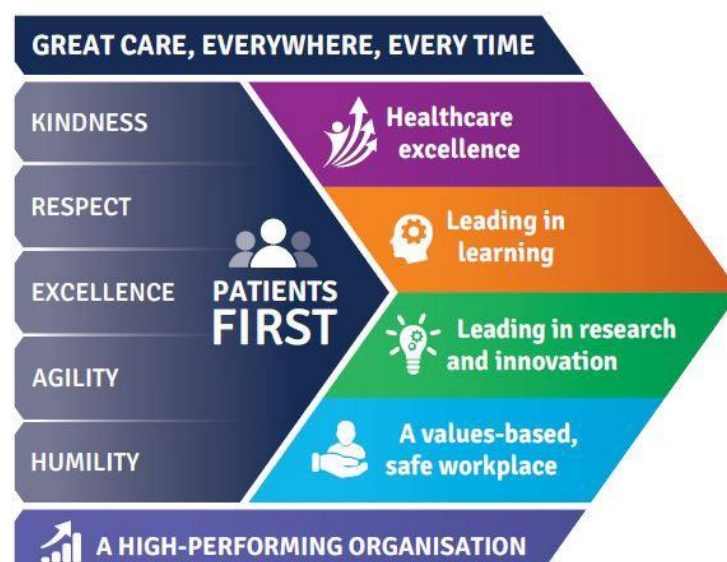 GREAT CARE, EVERYWHERE, EVERY TIME
KINDNESS
RESPECT
EXCELLENCE
AGILITY
HUMILITY
PATIENTS
FIRST
Healthcare
excellence
Leading in
learning
Leading in research
and innovation
A values-based,
safe workplace
A HIGH-PERFORMING ORGANISATION